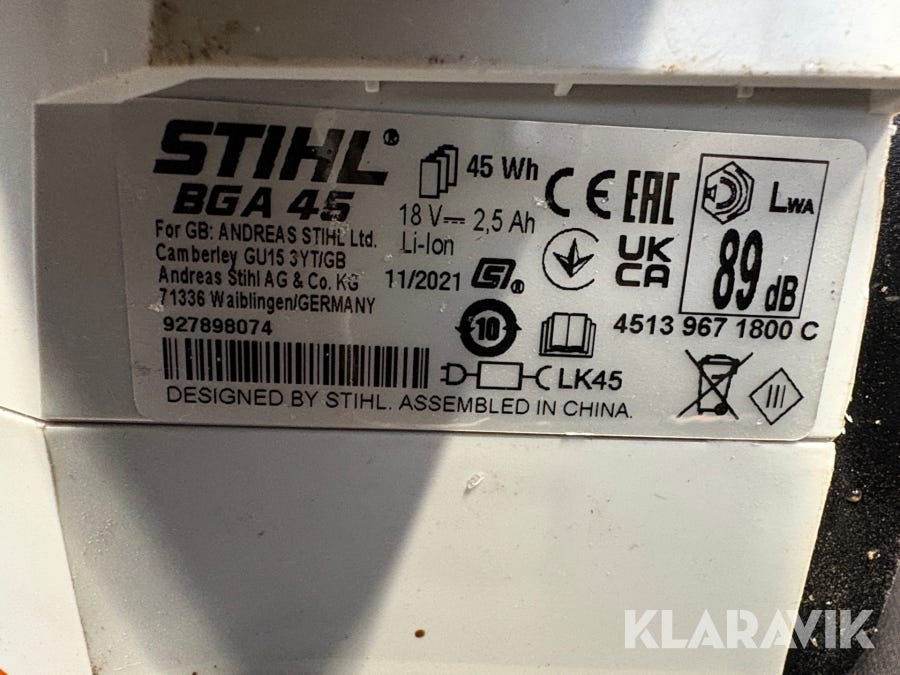 STIHL®
BGA 45
45 Wh
18 V 2,5 Ah
Li-Ion
For GB: ANDREAS STIHL Ltd.
Camberley GU15 3YT/GB
Andreas Stihl AG & Co. KG
71336 Waiblingen/GERMANY
11/2021
927898074
CE EAC
UK
CA
LWA
89 dB
10
4513 967 1800 C
LK45
DESIGNED BY STIHL. ASSEMBLED IN CHINA.
KLARAVIK